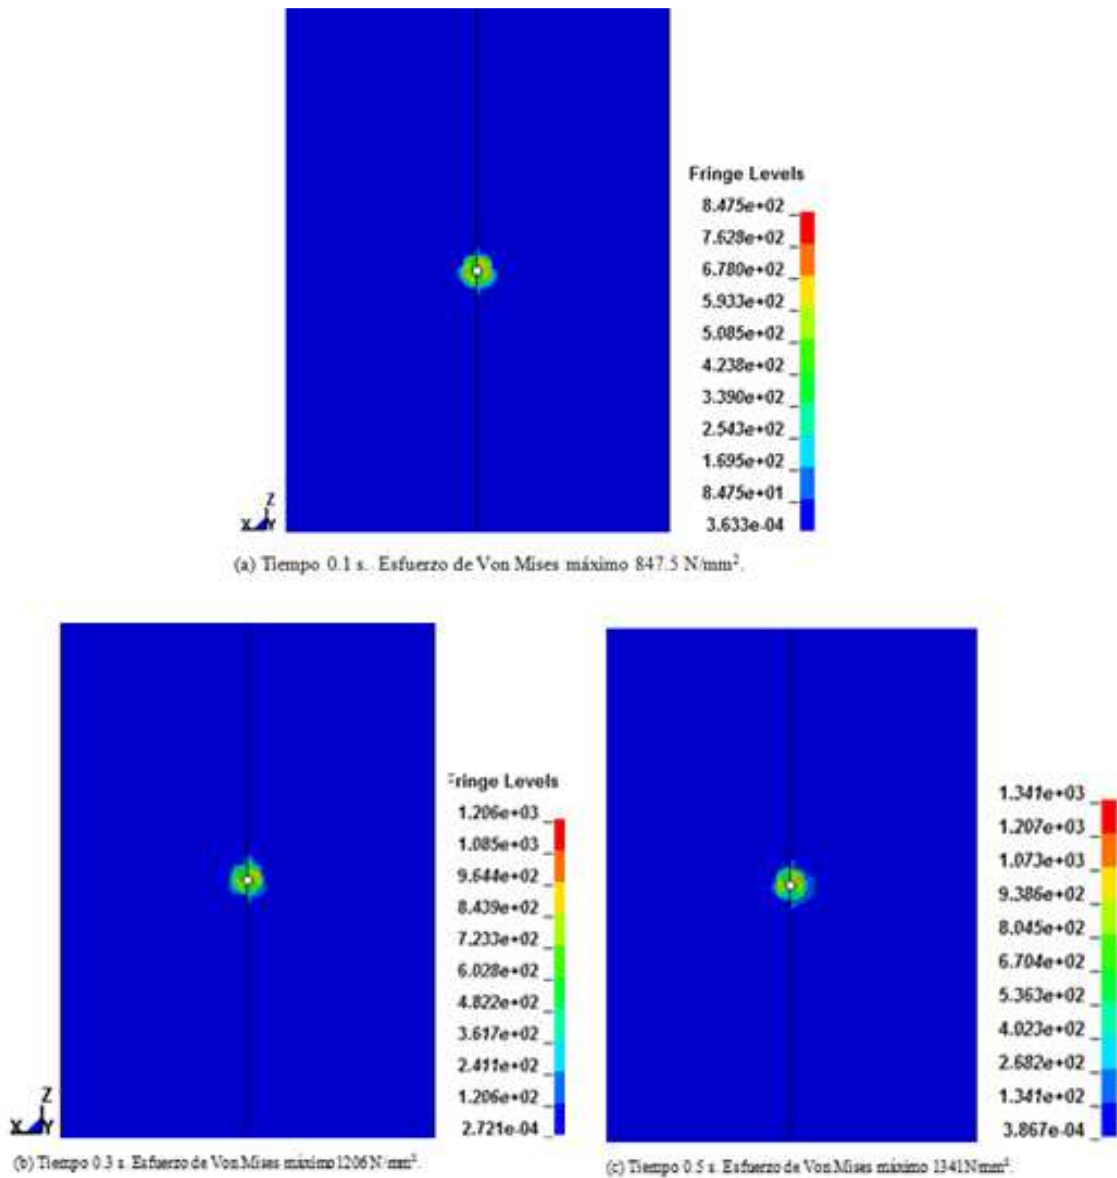 Fringe Levels
8.475e+02
7.628e+02
6.780e+02
5.933e+02
5.085e+02
4.238e+02
3.390e+02
2.543e+02
1.695e+02
8.475e+01
3.633e-04
Z
X Y
(a) Tiempo 0.1 s. Esfuerzo de Von Mises máximo 847.5 N/mm².
Fringe Levels
1.206e+03
1.085e+03
9.644e+02
8.439e+02
7.233e+02
6.028e+02
4.822e+02
3.617e+02
2.411e+02
1.206e+02
2.721e-04
Z
X Y
(b) Tiempo 0.3 s. Esfuerzo de Von Mises máximo1206 N/mm².
1.341e+03
1.207e+03
1.073e+03
9.386e+02
8.045e+02
6.704e+02
5.363e+02
4.023e+02
2.682e+02
1.341e+02
3.867e-04
(c) Tiempo 0.5 s. Esfuerzo de Von Mises máximo 1341N/mm².